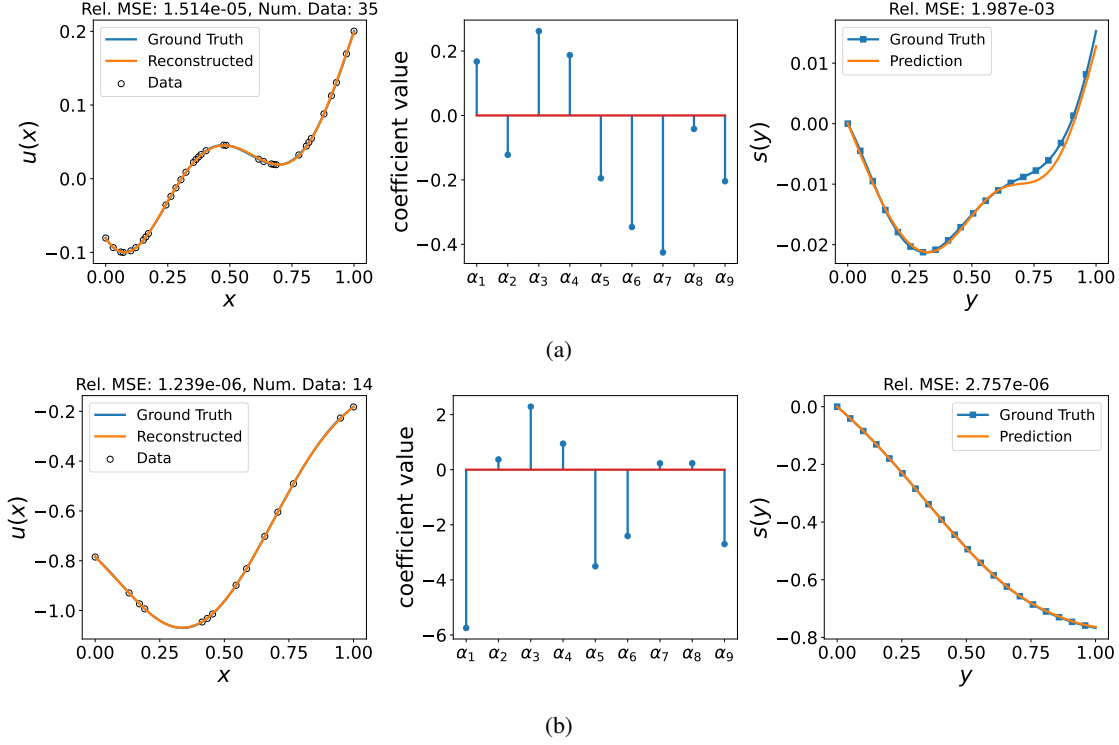 Rel. MSE: 1.514e-05, Num. Data: 35
Ground Truth
Reconstructed
Data
u(x)
0.2
0.1
0.0
−0.1
0.00 0.25 0.50 0.75 1.00
x
coefficient value
0.2
0.0
−0.2
−0.4
α1 α2 α3 α4 α5 α6 α7 α8 α9
Rel. MSE: 1.987e-03
Ground Truth
Prediction
s(y)
0.01
0.00
−0.01
−0.02
0.00 0.25 0.50 0.75 1.00
y
(a)
Rel. MSE: 1.239e-06, Num. Data: 14
Ground Truth
Reconstructed
Data
u(x)
−0.2
−0.4
−0.6
−0.8
−1.0
0.00 0.25 0.50 0.75 1.00
x
coefficient value
2
0
−2
−4
−6
α1 α2 α3 α4 α5 α6 α7 α8 α9
Rel. MSE: 2.757e-06
Ground Truth
Prediction
s(y)
0.0
−0.2
−0.4
−0.6
−0.8
0.00 0.25 0.50 0.75 1.00
y
(b)